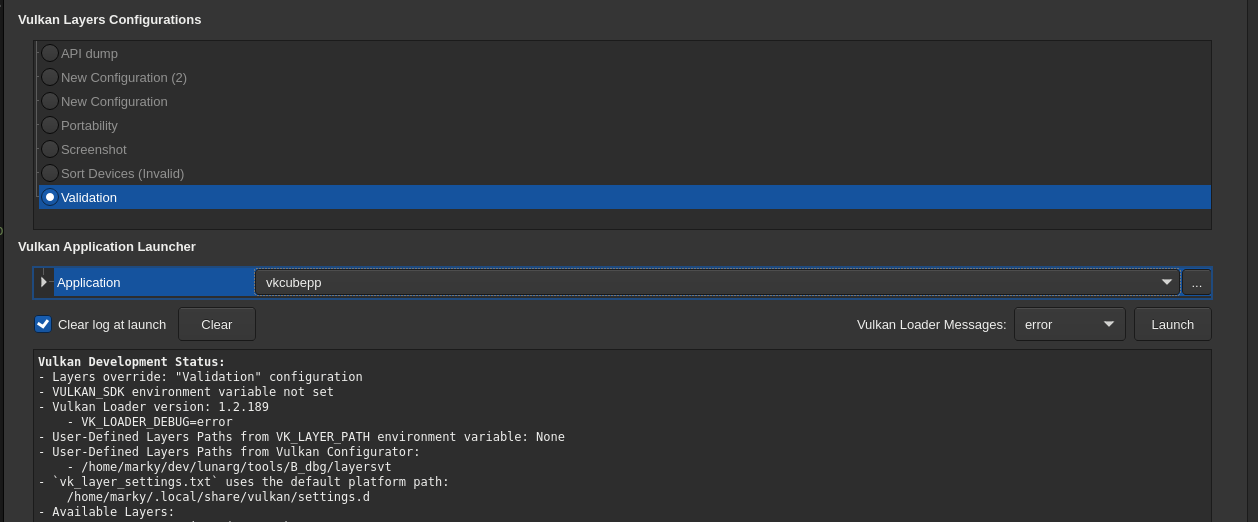 Vulkan Layers Configurations
API dump
New Configuration (2)
New Configuration
Portability
Screenshot
Sort Devices (Invalid)
Validation
Vulkan Application Launcher
Application vkcubepp ...
Clear log at launch Clear Vulkan Loader Messages: error Launch
Vulkan Development Status:
- Layers override: "Validation" configuration
- VULKAN_SDK environment variable not set
- Vulkan Loader version: 1.2.189
- VK_LOADER_DEBUG=error
- User-Defined Layers Paths from VK_LAYER_PATH environment variable: None
- User-Defined Layers Paths from Vulkan Configurator:
- /home/marky/dev/lunarg/tools/B_dbg/layersvt
- `vk_layer_settings.txt` uses the default platform path:
/home/marky/.local/share/vulkan/settings.d
- Available Layers: